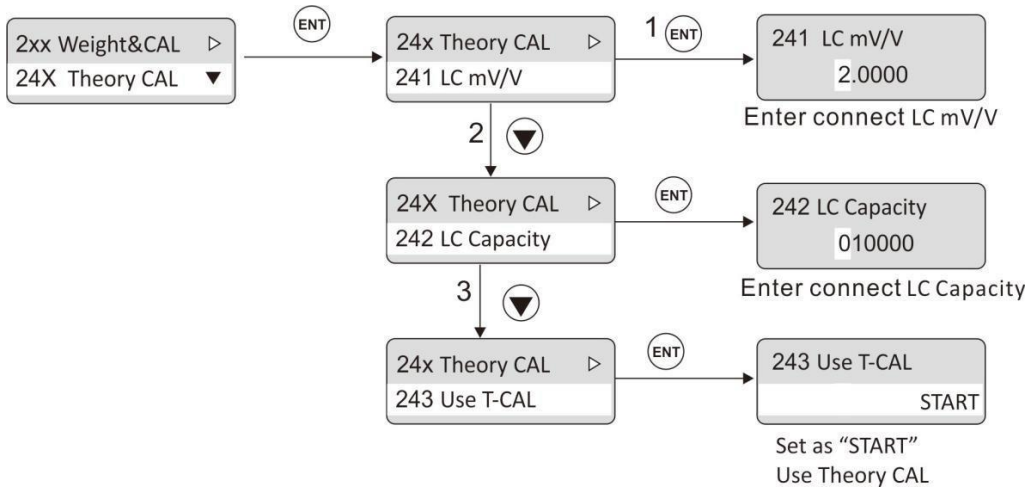 2xx Weight&CAL ▷
24X Theory CAL ▼
ENT
24x Theory CAL ▷
241 LC mV/V
1 ENT
241 LC mV/V
2.0000
Enter connect LC mV/V
2 ▼
24X Theory CAL ▷
242 LC Capacity
ENT
242 LC Capacity
010000
Enter connect LC Capacity
3 ▼
24x Theory CAL ▷
243 Use T-CAL
ENT
243 Use T-CAL
START
Set as “START”
Use Theory CAL